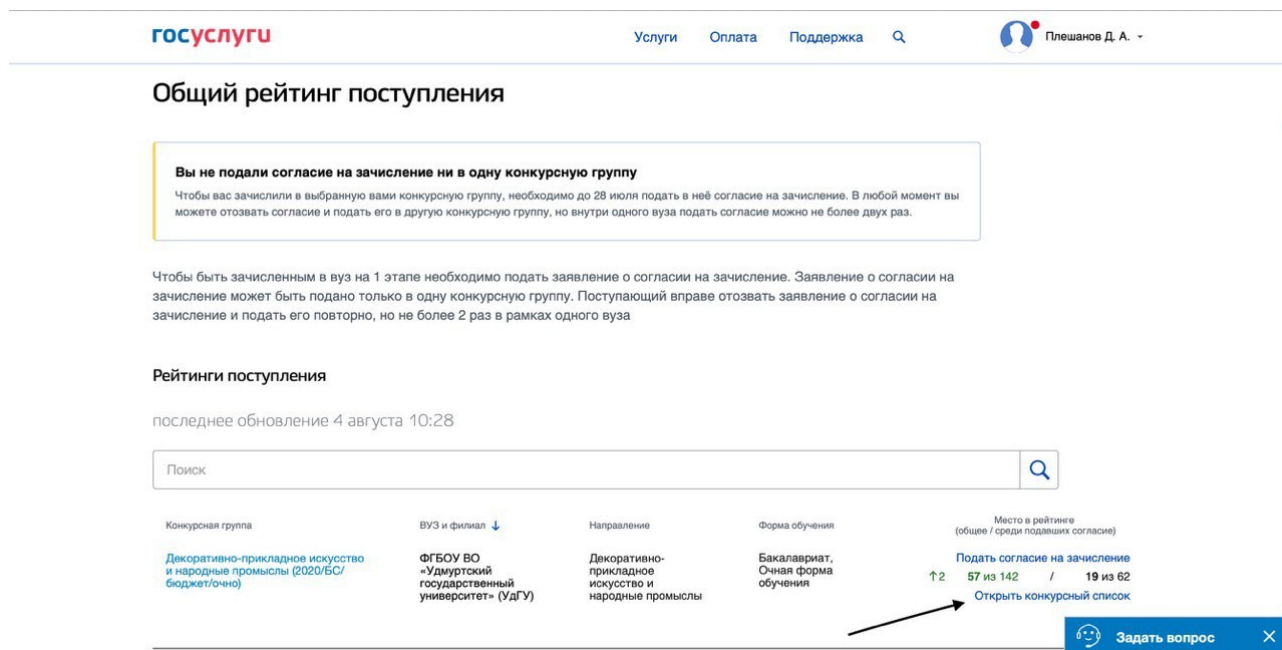 госуслуги
Услуги Оплата Поддержка
Плешанов Д. А.
Общий рейтинг поступления
Вы не подали согласие на зачисление ни в одну конкурсную группу
Чтобы вас зачислили в выбранную вами конкурсную группу, необходимо до 28 июля подать в неё согласие на зачисление. В любой момент вы
можете отозвать согласие и подать его в другую конкурсную группу, но внутри одного вуза подать согласие можно не более двух раз.
Чтобы быть зачисленным в вуз на 1 этапе необходимо подать заявление о согласии на зачисление. Заявление о согласии на
зачисление может быть подано только в одну конкурсную группу. Поступающий вправе отозвать заявление о согласии на
зачисление и подать его повторно, но не более 2 раз в рамках одного вуза
Рейтинги поступления
последнее обновление 4 августа 10:28
Поиск
Конкурсная группа
ВУЗ и филиал ↓
Направление
Форма обучения
Место в рейтинге
(общее / среди подавших согласие)
Декоративно-прикладное искусство
и народные промыслы (2020/БС/
бюджет/очно)
ФГБОУ ВО
«Удмуртский
государственный
университет» (УдГУ)
Декоративно-
прикладное
искусство и
народные промыслы
Бакалавриат,
Очная форма
обучения
Подать согласие на зачисление
↑2 57 из 142 / 19 из 62
Открыть конкурсный список
Задать вопрос